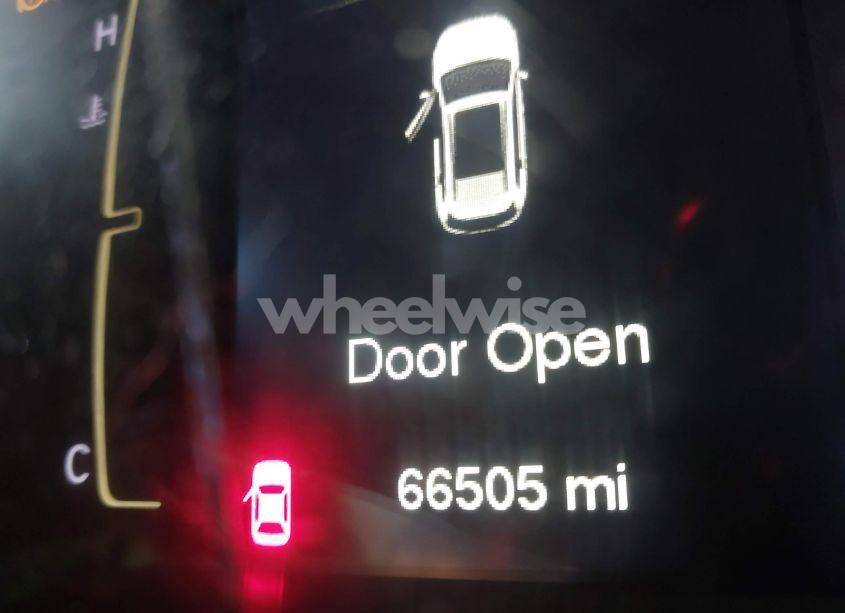 H
wheelwise
Door Open
C
66505 mi